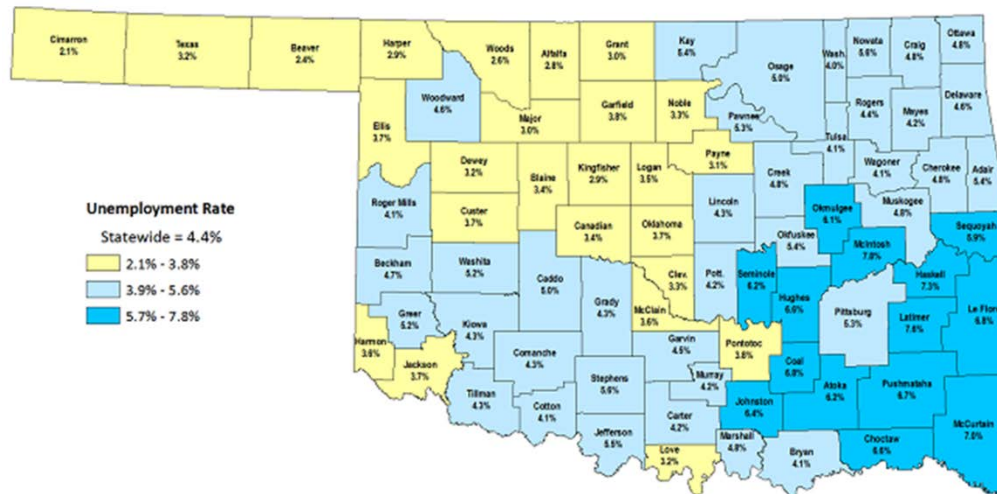 Cimarron
2.1%
Texas
3.2%
Beaver
2.4%
Harper
2.9%
Woods
2.6%
Alfalfa
2.8%
Grant
3.0%
Kay
5.4%
Osage
5.0%
Wash.
4.0%
Nowata
5.6%
Craig
4.8%
Ottawa
4.8%
Woodward
4.6%
Ellis
3.7%
Major
3.0%
Garfield
3.8%
Noble
3.3%
Pawnee
5.3%
Rogers
4.4%
Mayes
4.2%
Delaware
4.6%
Tulsa
4.1%
Dewey
3.2%
Blaine
3.4%
Kingfisher
2.9%
Logan
3.5%
Payne
3.1%
Creek
4.8%
Wagoner
4.1%
Cherokee
4.8%
Adair
5.4%
Roger Mills
4.1%
Custer
3.7%
Canadian
3.4%
Oklahoma
3.7%
Lincoln
4.3%
Okmulgee
6.1%
Muskogee
4.8%
Okfuskee
5.4%
McIntosh
7.8%
Sequoyah
5.9%
Unemployment Rate
Statewide = 4.4%
2.1% - 3.8%
3.9% - 5.6%
5.7% - 7.8%
Beckham
4.7%
Washita
5.2%
Caddo
5.0%
Grady
4.3%
Clev.
3.3%
McClain
3.6%
Pott.
4.2%
Seminole
6.2%
Hughes
6.6%
Pittsburg
5.3%
Haskell
7.3%
Latimer
7.6%
Le Flo
6.8%
Greer
5.2%
Kiowa
4.3%
Harmon
3.6%
Jackson
3.7%
Comanche
4.3%
Garvin
4.5%
Pontotoc
3.8%
Coal
6.8%
Murray
4.2%
Tillman
4.3%
Cotton
4.1%
Stephens
5.6%
Carter
4.2%
Johnston
6.4%
Atoka
6.2%
Pushmataha
6.7%
McCurtain
7.0%
Jefferson
5.5%
Love
3.2%
Marshall
4.8%
Bryan
4.1%
Choctaw
6.6%